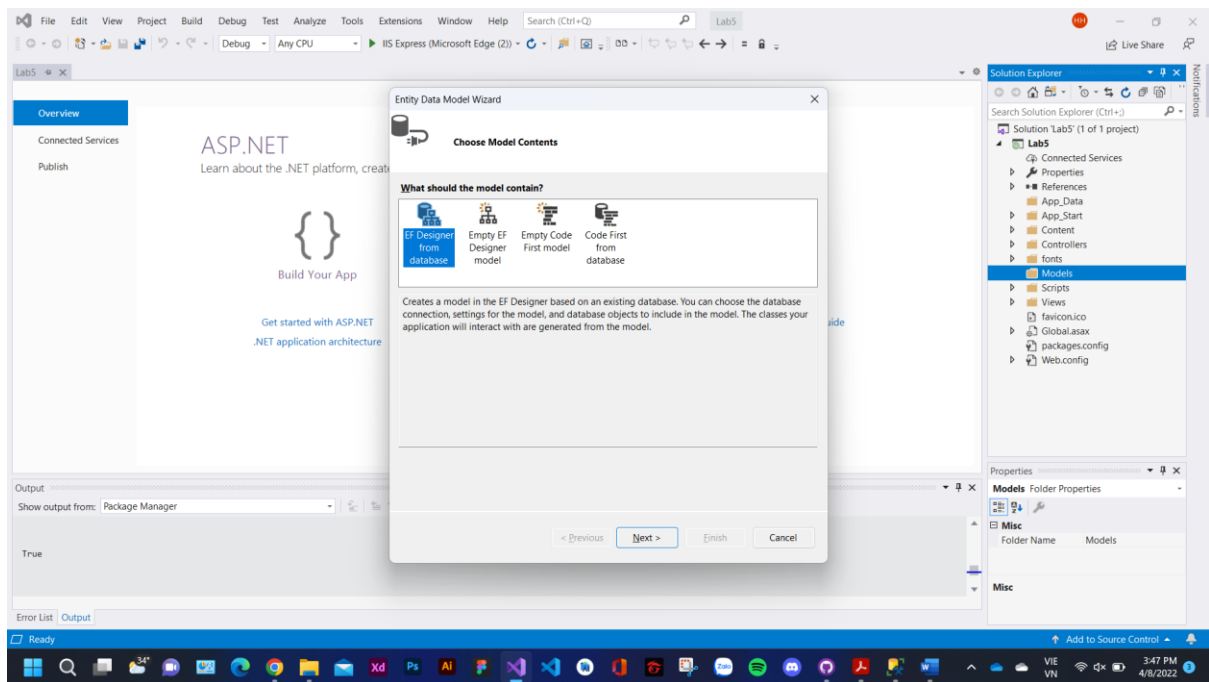 File Edit View Project Build Debug Test Analyze Tools Extensions Window Help Search (Ctrl+Q) Lab5 HH
Debug Any CPU IIS Express (Microsoft Edge (2)) Live Share
Lab5
Overview
Connected Services
Publish
ASP.NET
Learn about the .NET platform, create
{ }
Build Your App
Get started with ASP.NET
.NET application architecture
Entity Data Model Wizard
Choose Model Contents
What should the model contain?
EF Designer from database
Empty EF Designer model
Empty Code First model
Code First from database
Creates a model in the EF Designer based on an existing database. You can choose the database
connection, settings for the model, and database objects to include in the model. The classes your
application will interact with are generated from the model.
< Previous Next > Finish Cancel
Solution Explorer
Search Solution Explorer (Ctrl+;)
Solution 'Lab5' (1 of 1 project)
Lab5
Connected Services
Properties
References
App_Data
App_Start
Content
Controllers
fonts
Models
Scripts
Views
favicon.ico
Global.asax
packages.config
Web.config
Notifications
Properties
Models Folder Properties
Misc
Folder Name Models
Misc
Output
Show output from: Package Manager
True
Error List Output
Ready Add to Source Control
34° Xd Ps Ai Zalo VIE VN 3:47 PM 4/8/2022 3